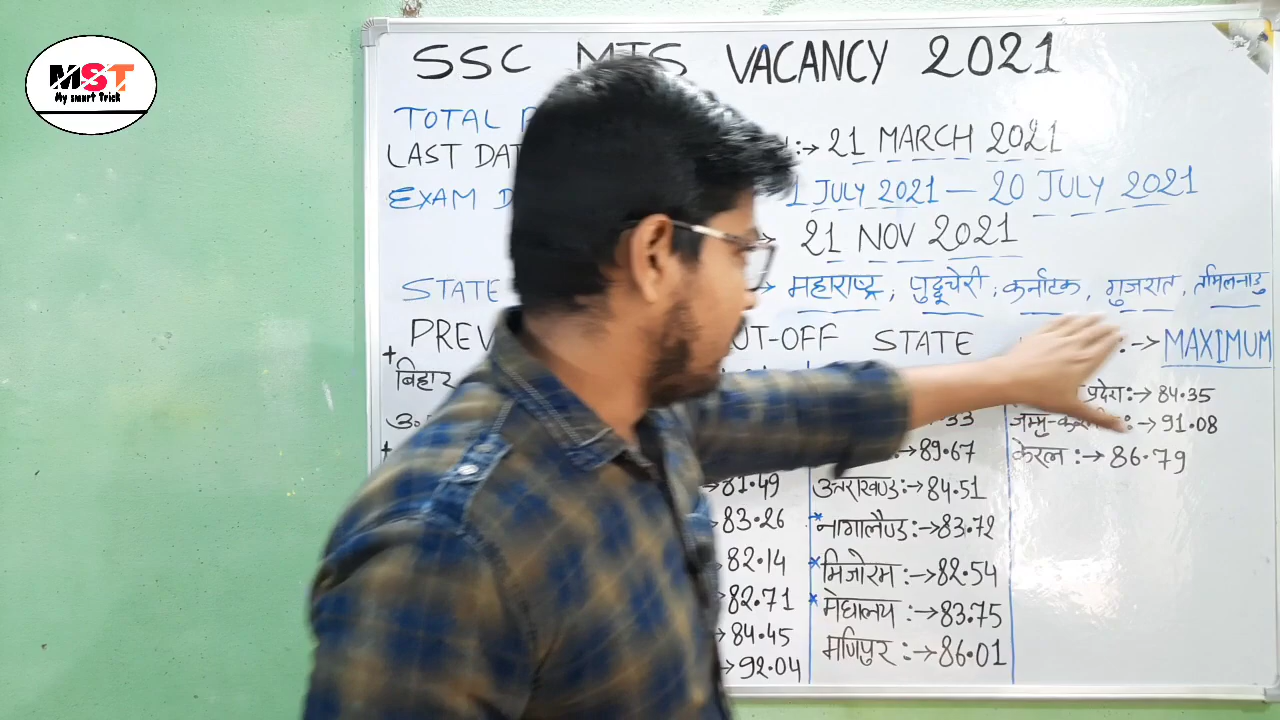 MST
My smart Trick
SSC MTS VACANCY 2021
TOTAL
LAST DAT :→ 21 MARCH 2021
EXAM D 1 JULY 2021 — 20 JULY 2021
21 NOV 2021
STATE → महाराष्ट्र, पुडूचेरी, कर्नाटक, गुजरात, तमिलनाडु
PREV UT-OFF STATE :→ MAXIMUM
बिहार
प्रदेश:→ 84.35
उ. .33 जम्मु- :→ 91.08
→89.67 केरल :→ 86.79
→81.49 उत्तराखण्ड:→84.51
83.26 नागालैण्ड:→83.72
→82.14 मिजोरम:→82.54
→82.71 मेघालय:→83.75
→84.45 मणिपुर:→86.01
→92.04